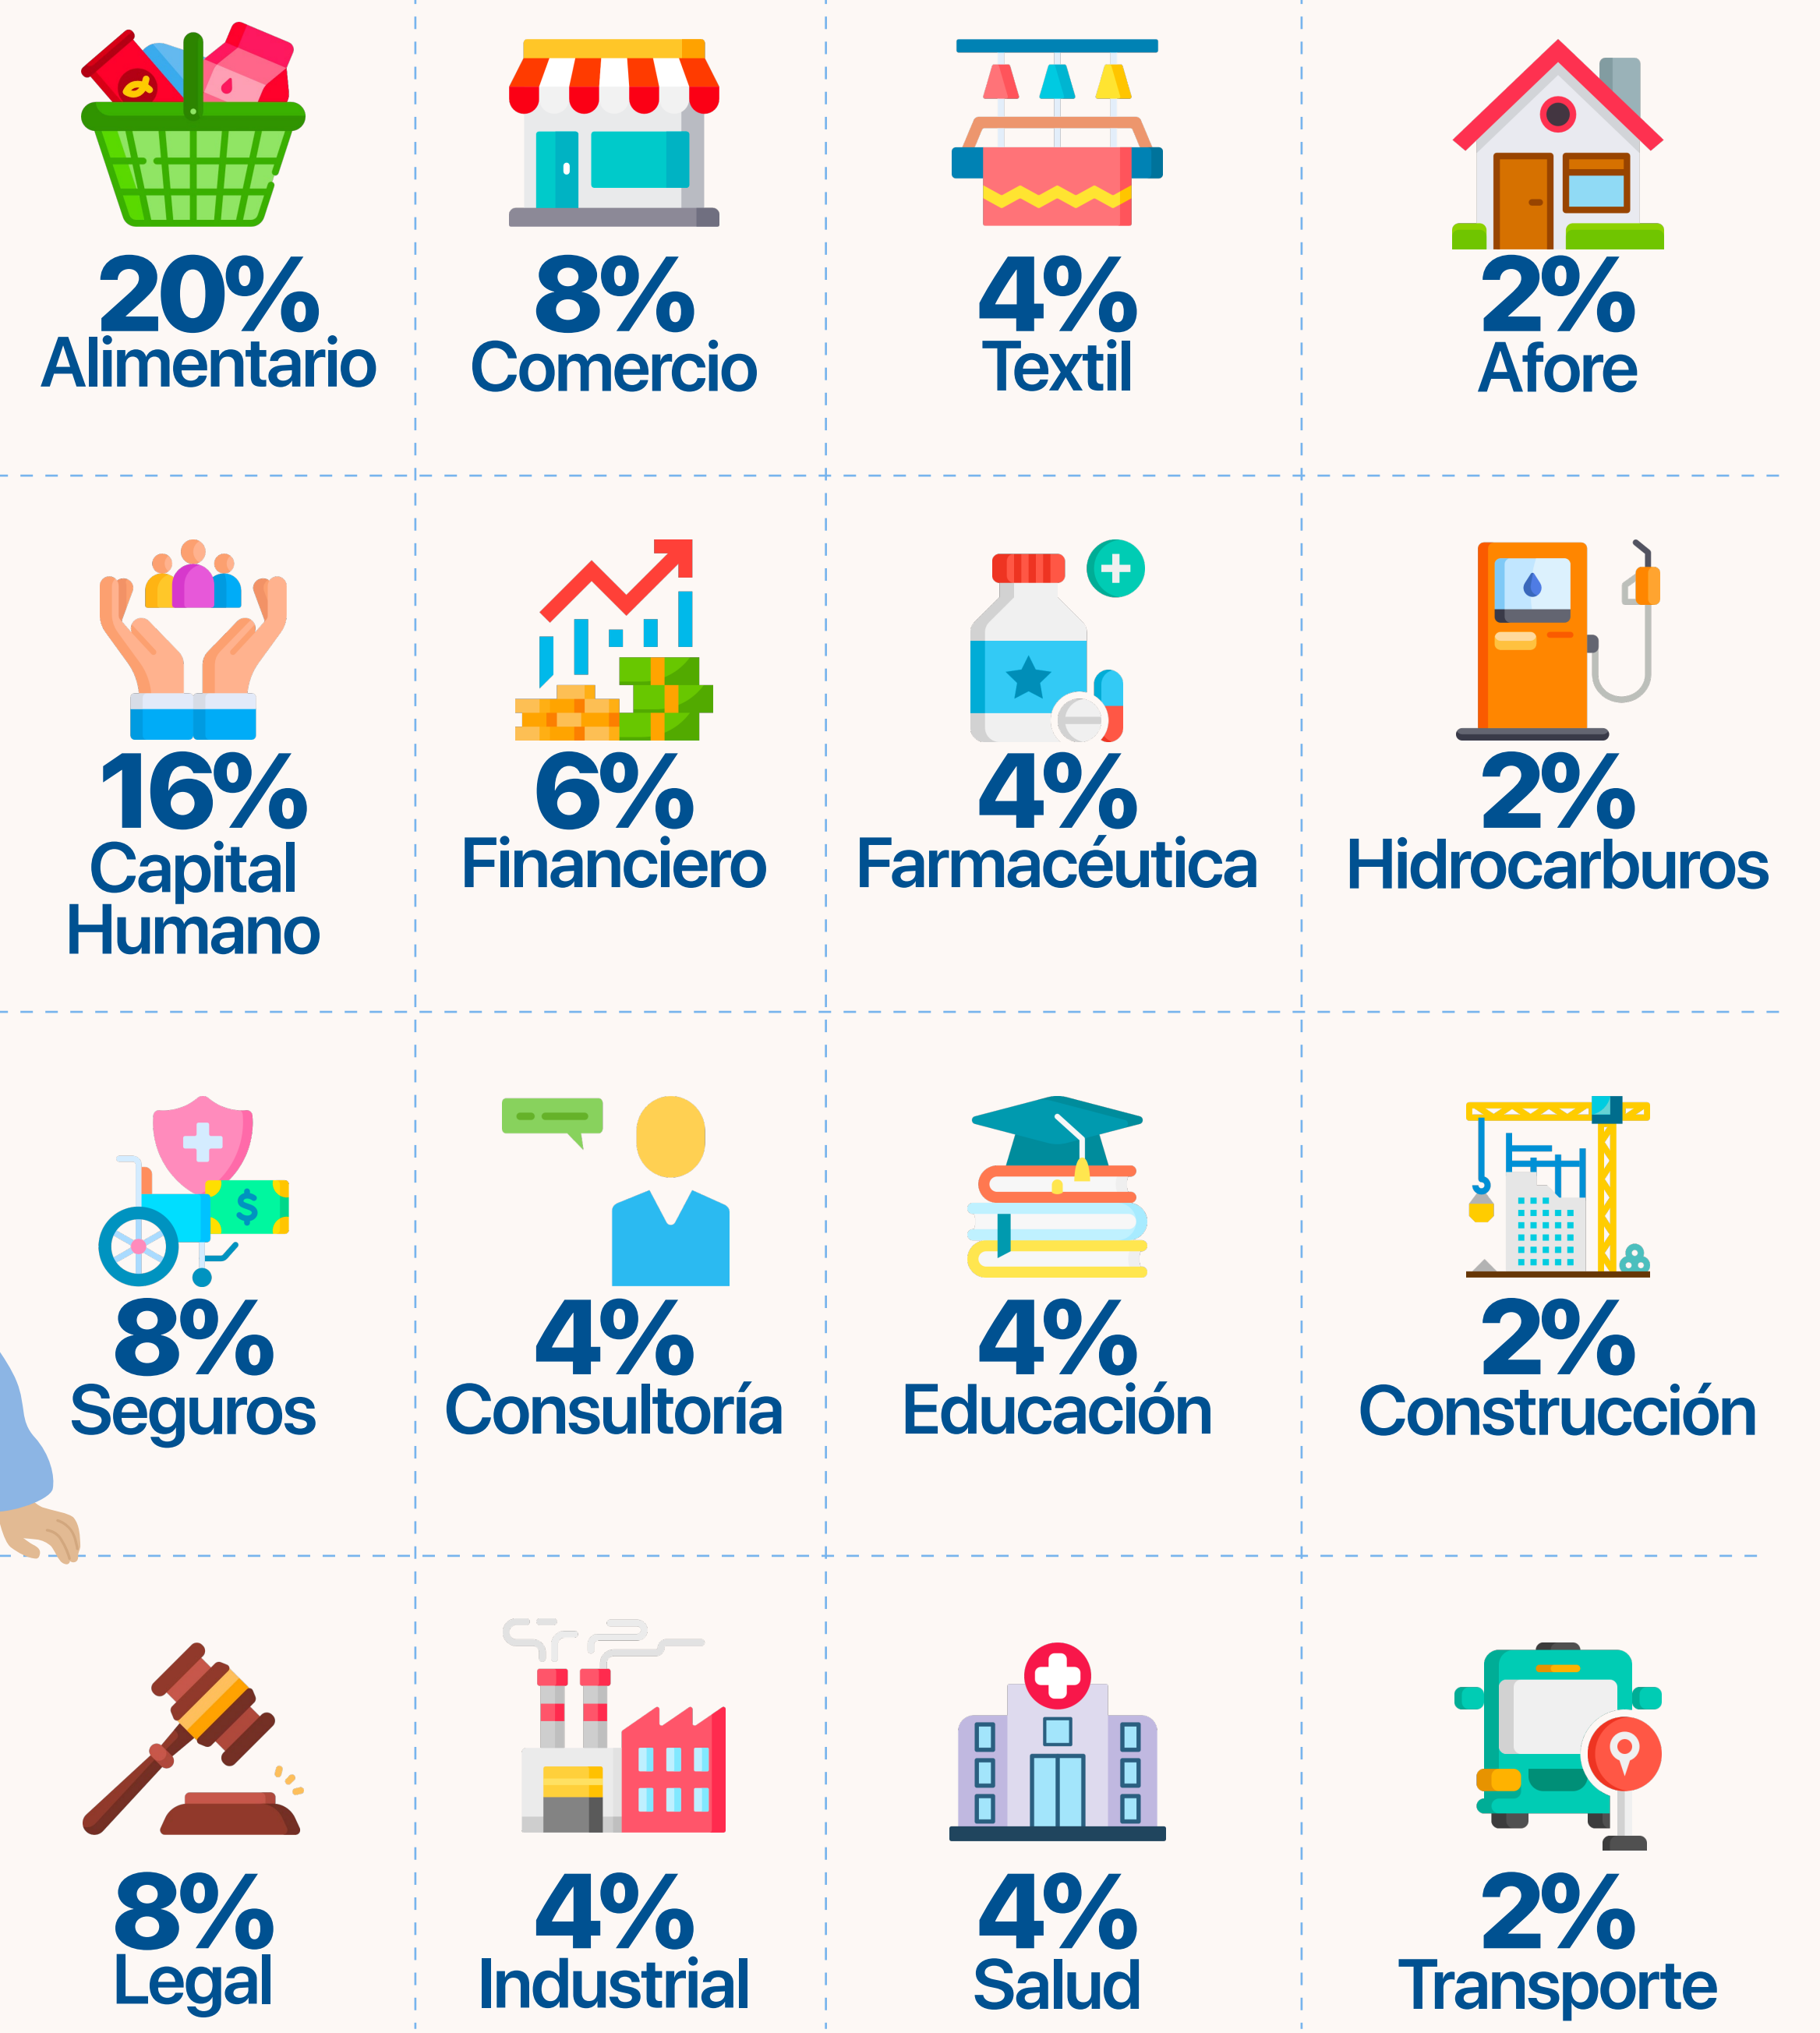 20%
Alimentario
8%
Comercio
4%
Textil
2%
Afore
16%
Capital
Humano
6%
Financiero
4%
Farmacéutica
2%
Hidrocarburos
8%
Seguros
4%
Consultoría
4%
Educación
2%
Construcción
8%
Legal
4%
Industrial
4%
Salud
2%
Transporte